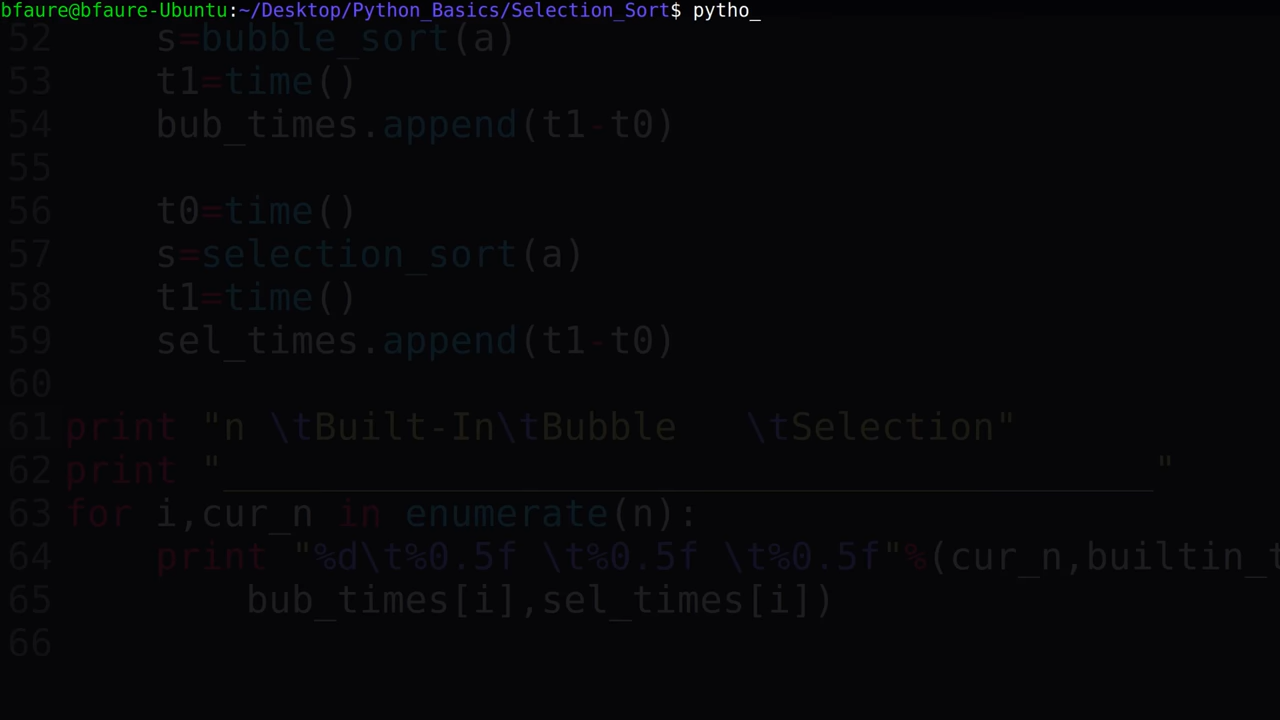 bfaure@bfaure-Ubuntu:~/Desktop/Python_Basics/Selection_Sort$ pytho_
52 s=bubble_sort(a)
53 t1=time()
54 bub_times.append(t1-t0)
55
56 t0=time()
57 s=selection_sort(a)
58 t1=time()
59 sel_times.append(t1-t0)
60
61 print "n \tBuilt-In\tBubble   \tSelection"
62 print "_________________________________________"
63 for i,cur_n in enumerate(n):
64 print "%d\t%0.5f \t%0.5f \t%0.5f"%(cur_n,builtin_t
65 bub_times[i],sel_times[i])
66